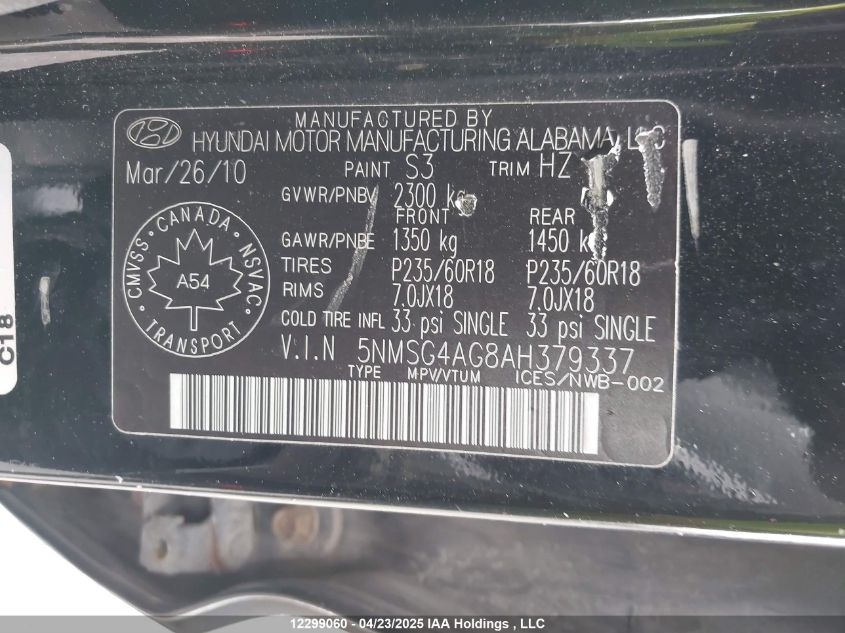 MANUFACTURED BY
HYUNDAI MOTOR MANUFACTURING ALABAMA, LLC
Mar/26/10 PAINT S3 TRIM HZ
GVWR/PNBV 2300 kg
FRONT REAR
GAWR/PNBE 1350 kg 1450 kg
TIRES P235/60R18 P235/60R18
RIMS 7.0JX18 7.0JX18
COLD TIRE INFL 33 psi SINGLE 33 psi SINGLE
V.I.N 5NMSG4AG8AH379337
TYPE MPV/VTUM ICES/NWB-002
CMVSS • CANADA • NSVAC • TRANSPORT •
A54
C18
12299060 - 04/23/2025 IAA Holdings , LLC